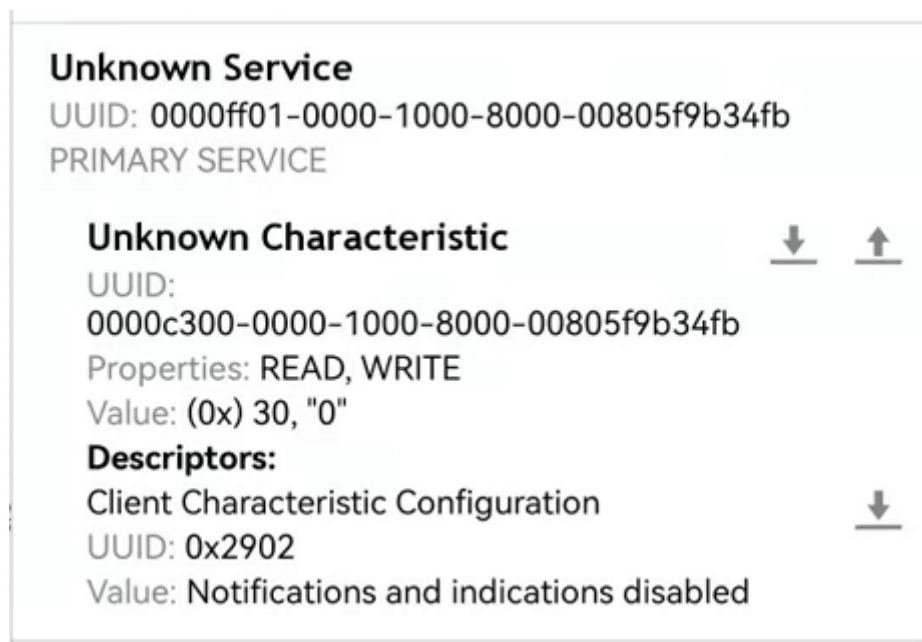 Unknown Service
UUID: 0000ff01-0000-1000-8000-00805f9b34fb
PRIMARY SERVICE
Unknown Characteristic
UUID:
0000c300-0000-1000-8000-00805f9b34fb
Properties: READ, WRITE
Value: (0x) 30, "0"
Descriptors:
Client Characteristic Configuration
UUID: 0x2902
Value: Notifications and indications disabled